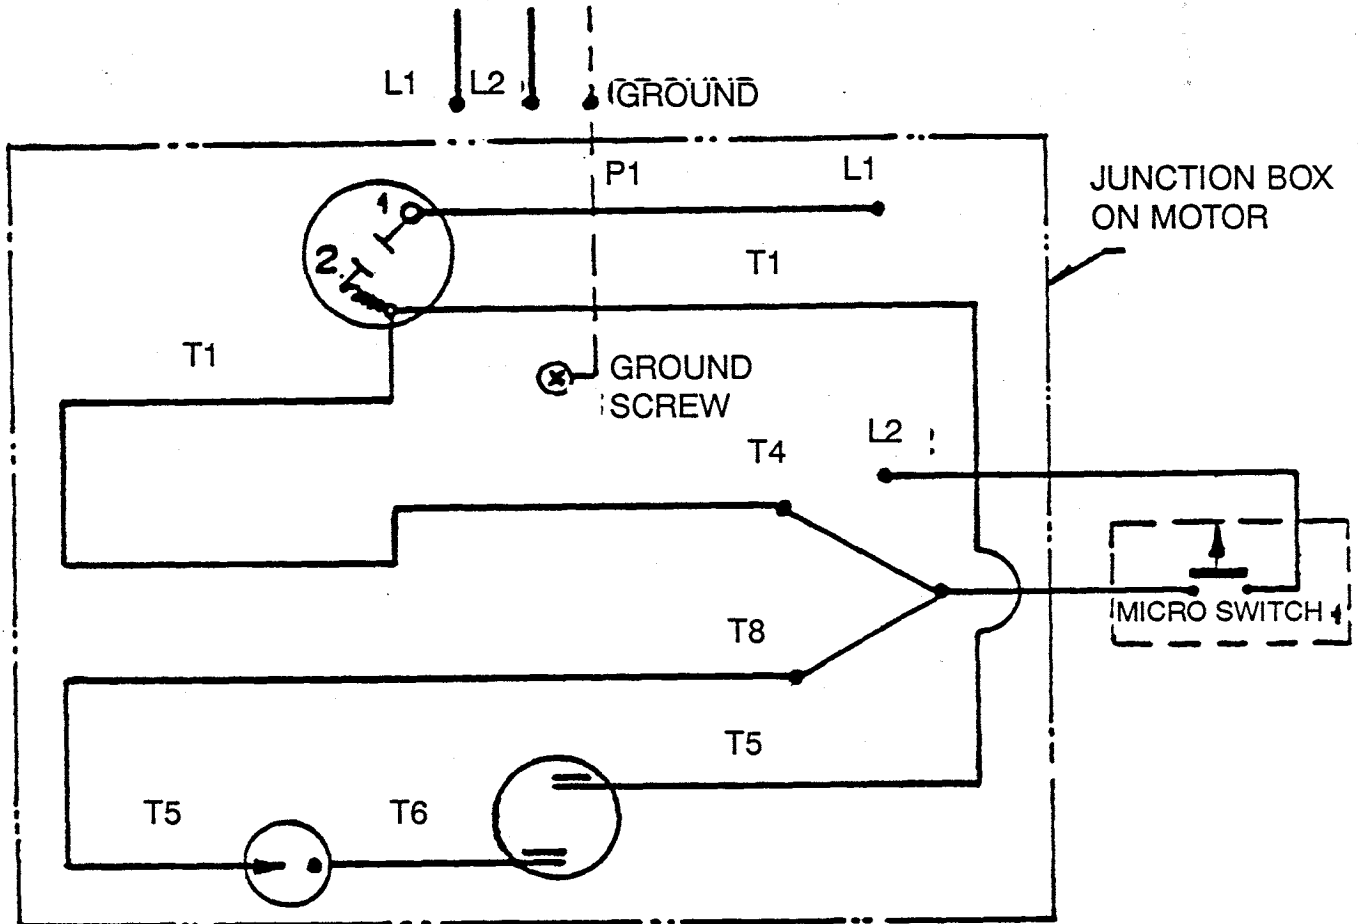 L1
L2
GROUND
P1
L1
JUNCTION BOX
ON MOTOR
1
2
T1
T1
GROUND
SCREW
L2
T4
MICRO SWITCH 1
T8
T5
T5
T6